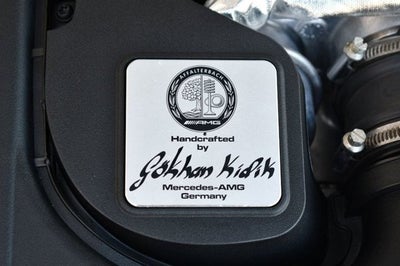 AFFALTERBACH
AMG
Handcrafted
by
Gökhan
Mercedes-AMG
Germany